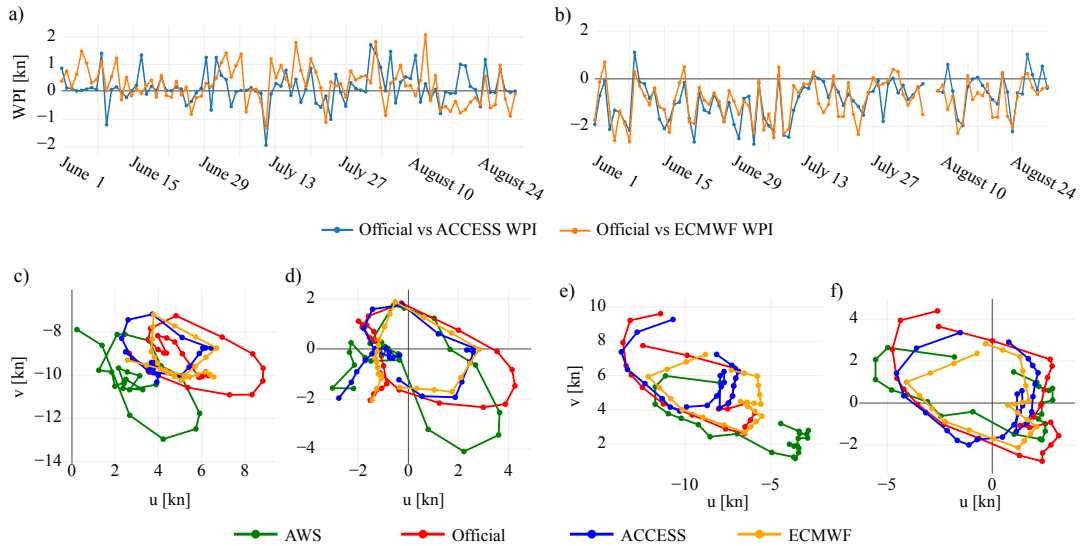 a)
b)
WPI [kn]
2
1
0
−1
−2
2
0
−2
June 1
June 15
June 29
July 13
July 27
August 10
August 24
June 1
June 15
June 29
July 13
July 27
August 10
August 24
Official vs ACCESS WPI
Official vs ECMWF WPI
c)
d)
e)
f)
v [kn]
−8
−10
−12
−14
0
2
4
6
8
u [kn]
2
0
−2
−4
−2
0
2
4
u [kn]
v [kn]
10
8
6
4
2
−10
−5
u [kn]
4
2
0
−2
−5
0
u [kn]
AWS
Official
ACCESS
ECMWF